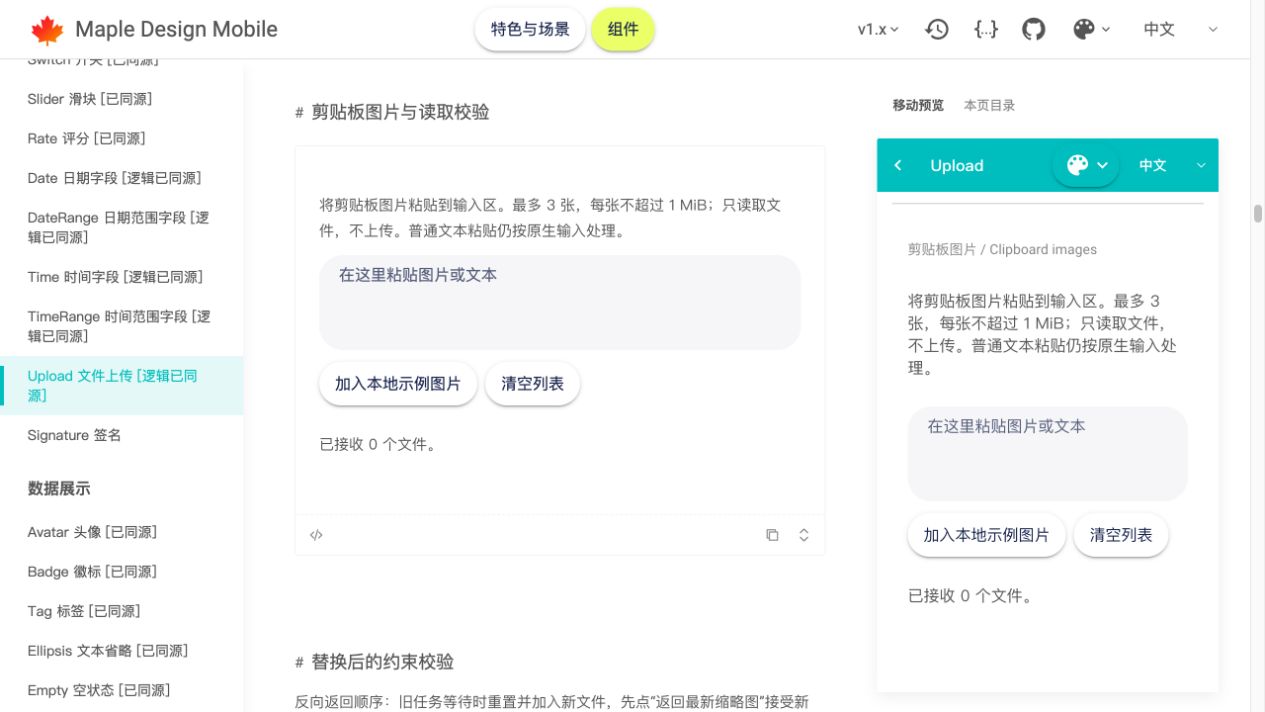 Maple Design Mobile
特色与场景
组件
v1.x
{...}
中文
Switch 开关 [已同源]
Slider 滑块 [已同源]
Rate 评分 [已同源]
Date 日期字段 [逻辑已同源]
DateRange 日期范围字段 [逻
辑已同源]
Time 时间字段 [逻辑已同源]
TimeRange 时间范围字段 [逻
辑已同源]
Upload 文件上传 [逻辑已同
源]
Signature 签名
数据展示
Avatar 头像 [已同源]
Badge 徽标 [已同源]
Tag 标签 [已同源]
Ellipsis 文本省略 [已同源]
Empty 空状态 [已同源]
# 剪贴板图片与读取校验
将剪贴板图片粘贴到输入区。最多 3 张，每张不超过 1 MiB；只读取文
件，不上传。普通文本粘贴仍按原生输入处理。
在这里粘贴图片或文本
加入本地示例图片
清空列表
已接收 0 个文件。
# 替换后的约束校验
反向返回顺序：旧任务等待时重置并加入新文件，先点“返回最新缩略图”接受新
移动预览
本页目录
Upload
中文
剪贴板图片 / Clipboard images
将剪贴板图片粘贴到输入区。最多 3
张，每张不超过 1 MiB；只读取文件，
不上传。普通文本粘贴仍按原生输入处
理。
在这里粘贴图片或文本
加入本地示例图片
清空列表
已接收 0 个文件。